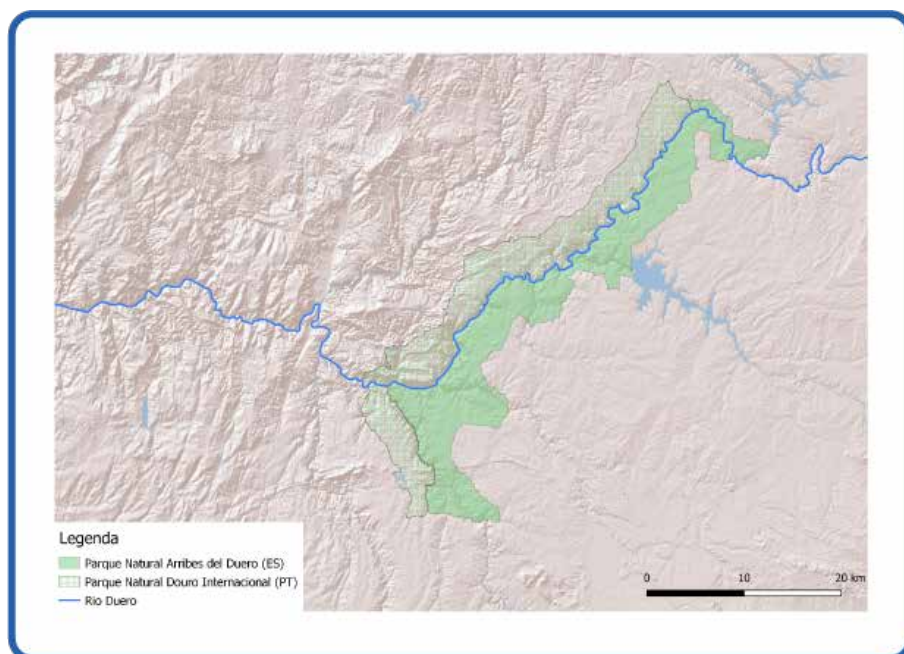 Legenda
Parque Natural Arribes del Duero (ES)
Parque Natural Douro Internacional (PT)
Rio Duero
0 10 20 km